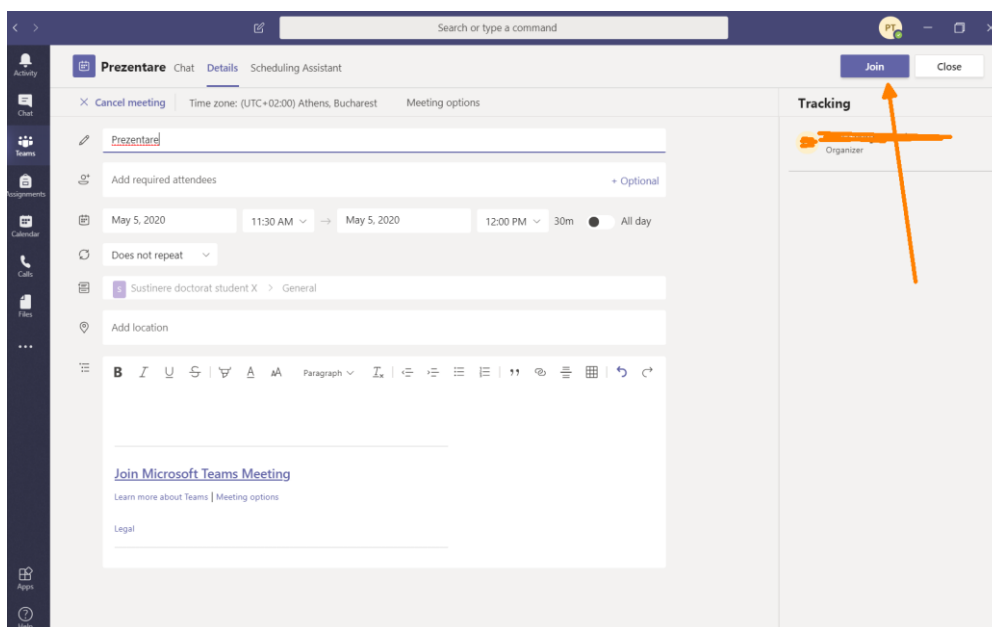 Search or type a command
PT
Activity
Chat
Teams
Assignments
Calendar
Calls
Files
Apps
Help
Prezentare Chat Details Scheduling Assistant
Join Close
Cancel meeting Time zone: (UTC+02:00) Athens, Bucharest Meeting options
Prezentare
Add required attendees + Optional
May 5, 2020 11:30 AM → May 5, 2020 12:00 PM 30m All day
Does not repeat
s Sustinere doctorat student X > General
Add location
B I U S A AA Paragraph Ix
Join Microsoft Teams Meeting
Learn more about Teams | Meeting options
Legal
Tracking
Organizer